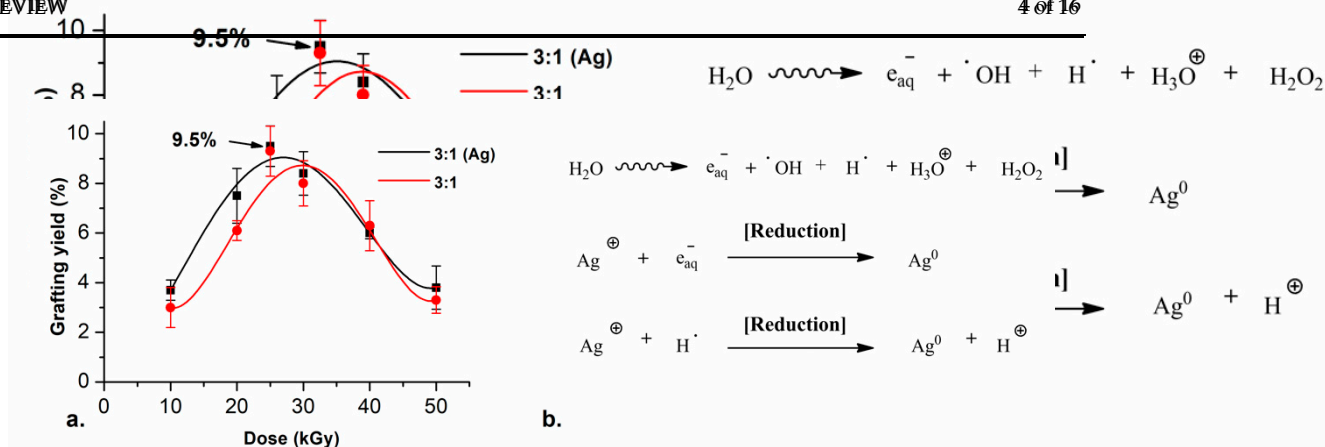 EVIEW 4 of 16
10
9.5%
3:1 (Ag)
3:1
8
H₂O e⁻aq + ˙OH + H˙ + H₃O⊕ + H₂O₂
10
9.5%
3:1 (Ag)
3:1
8
6
4
2
0
Grafting yield (%)
0 10 20 30 40 50
Dose (kGy)
a.
H₂O e⁻aq + ˙OH + H˙ + H₃O⊕ + H₂O₂
Ag⊕ + e⁻aq [Reduction] Ag⁰
Ag⊕ + H˙ [Reduction] Ag⁰ + H⊕
b.
Ag⁰
Ag⁰ + H⊕